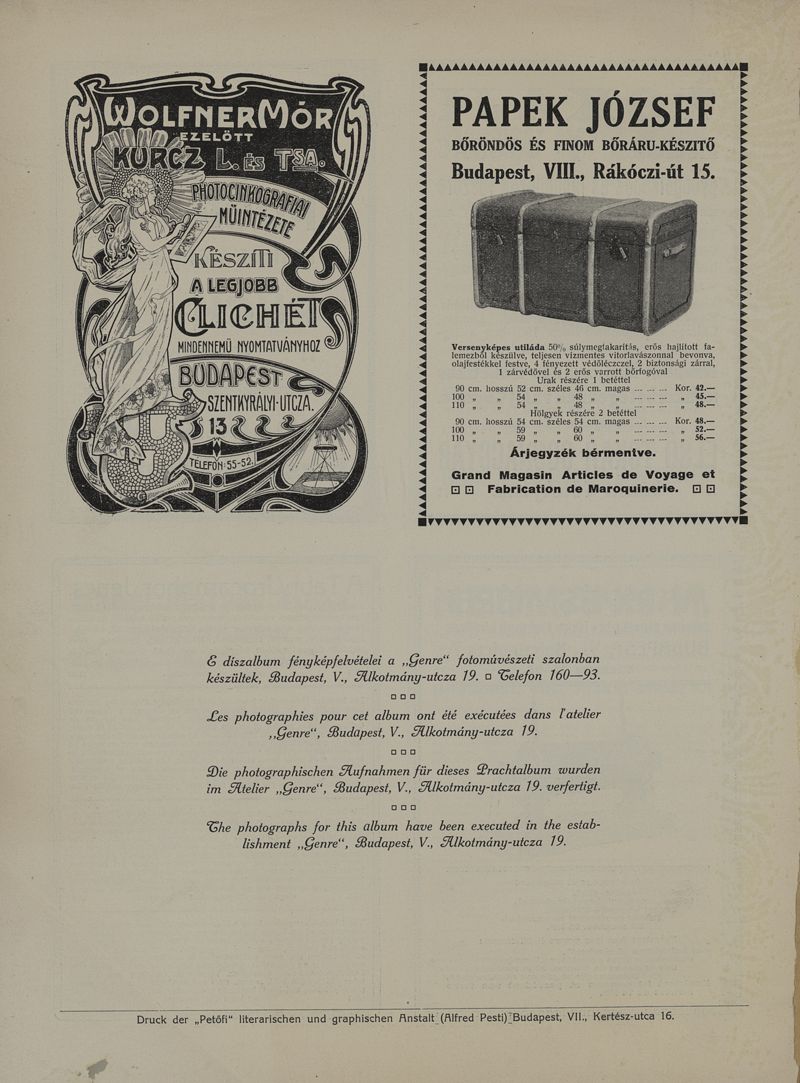 WOLFNER MÓR
EZELŐTT
KURCZ L. ÉS TSA.
PHOTOCINKOGRAFIAI
MŰINTÉZETE
KÉSZITI
A LEGJOBB
CLICHÉT
MINDENNEMŰ NYOMTATVÁNYHOZ
BUDAPEST
SZENTKYRÁLYI-UTCZA.
13
TELEFON·55-52.
PAPEK JÓZSEF
BŐRÖNDÖS ÉS FINOM BŐRÁRU-KÉSZITŐ
Budapest, VIII., Rákóczi-út 15.
Versenyképes utiláda 50% súlymegtakarítás, erős hajlított fa-
lemezből készülve, teljesen vízmentes vitorlavászonnal bevonva,
olajfestékkel festve, 4 fényezett védőléczczel, 2 biztonsági zárral,
1 zárvédővel és 2 erős varrott bőrfogóval
Urak részére 1 betéttel
90 cm. hosszú 52 cm. széles 46 cm. magas ... ... ... Kor. 42.—
100 „ „ 54 „ „ 48 „ „ ... ... ... „ 45.—
110 „ „ 54 „ „ 48 „ „ ... ... ... „ 48.—
Hölgyek részére 2 betéttel
90 cm. hosszú 54 cm. széles 54 cm. magas ... ... ... Kor. 48.—
100 „ „ 59 „ „ 60 „ „ ... ... ... „ 52.—
110 „ „ 59 „ „ 60 „ „ ... ... ... „ 56.—
Árjegyzék bérmentve.
Grand Magasin Articles de Voyage et
Fabrication de Maroquinerie.
E díszalbum fényképfelvételei a „Genre“ fotoművészeti szalonban
készültek, Budapest, V., Alkotmány-utcza 19. □ Telefon 160—93.
□ □ □
Les photographies pour cet album ont été exécutées dans l'atelier
„Genre“, Budapest, V., Alkotmány-utcza 19.
□ □ □
Die photographischen Aufnahmen für dieses Prachtalbum wurden
im Atelier „Genre“, Budapest, V., Alkotmány-utcza 19. verfertigt.
□ □ □
The photographs for this album have been executed in the estab-
lishment „Genre“, Budapest, V., Alkotmány-utcza 19.
Druck der „Petőfi“ literarischen und graphischen Anstalt (Alfred Pesti) Budapest, VII., Kertész-utca 16.